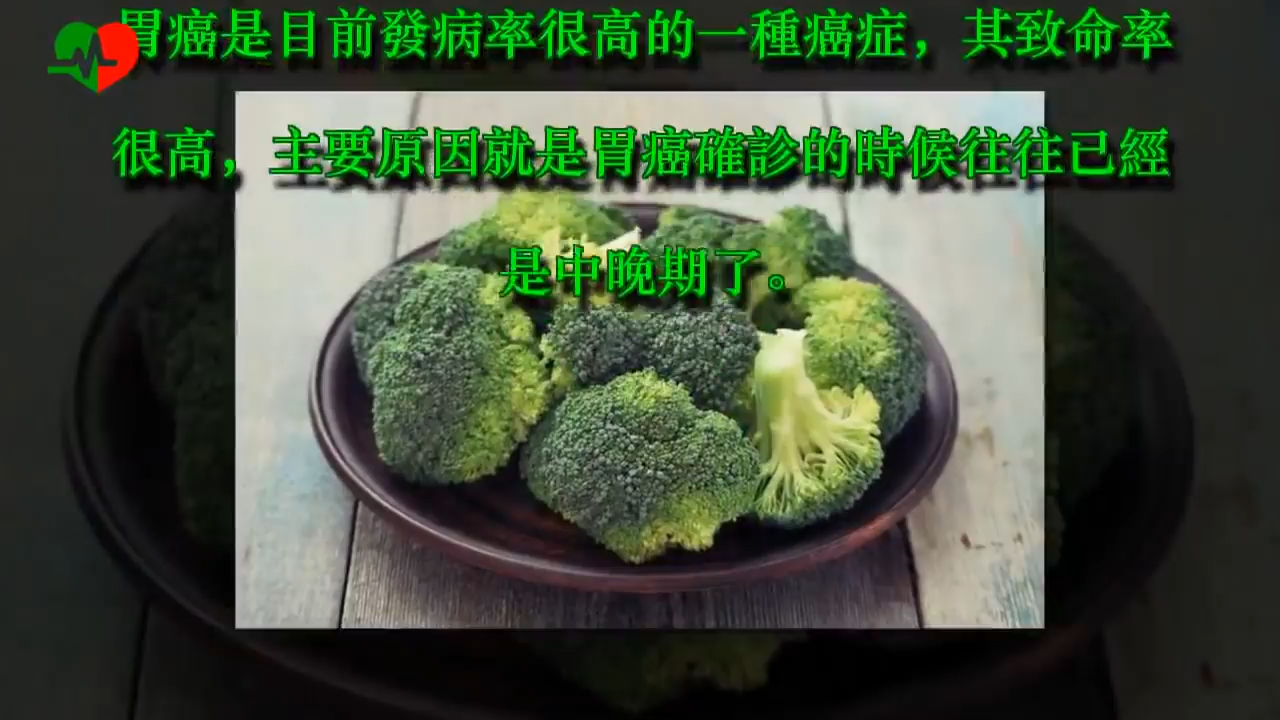 胃癌是目前發病率很高的一種癌症，其致命率
很高，主要原因就是胃癌確診的時候往往已經
是中晚期了。